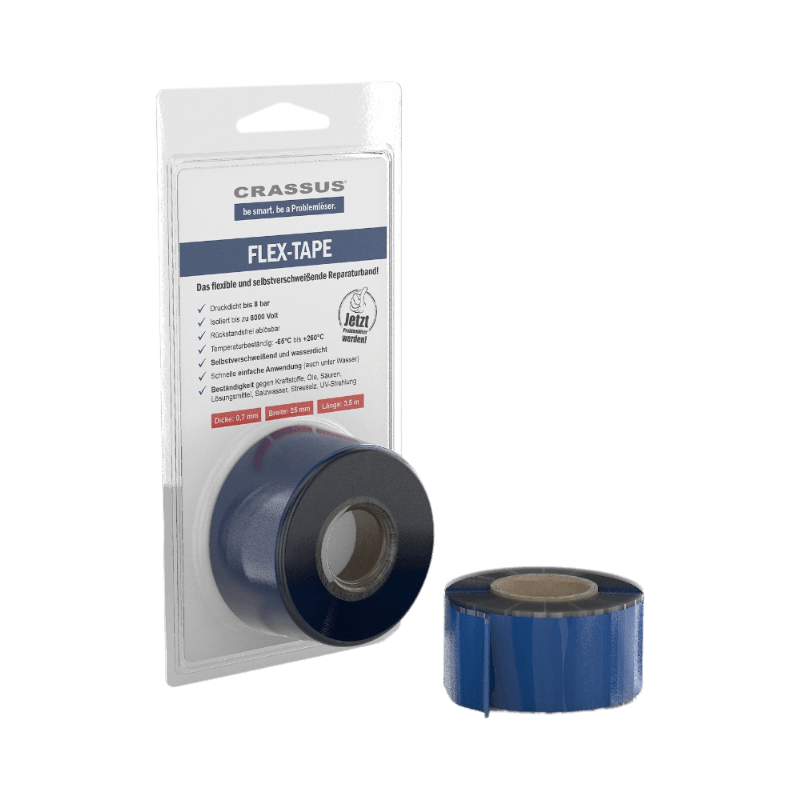 CRASSUS®
be smart. be a Problemlöser.
FLEX-TAPE
Das flexible und selbstverschweißende Reparaturband!
Druckdicht bis 8 bar
Isoliert bis zu 8000 Volt
Rückstandsfrei ablösbar
Temperaturbeständig: -65°C bis +260°C
Selbstverschweißend und wasserdicht
Schnelle einfache Anwendung (auch unter Wasser)
Beständigkeit gegen Kraftstoffe, Öle, Säuren,
Lösungsmittel, Salzwasser, Streusalz, UV-Strahlung
Jetzt
Problemlöser
werden!
Dicke: 0,7 mm Breite: 25 mm Länge: 3,5 m